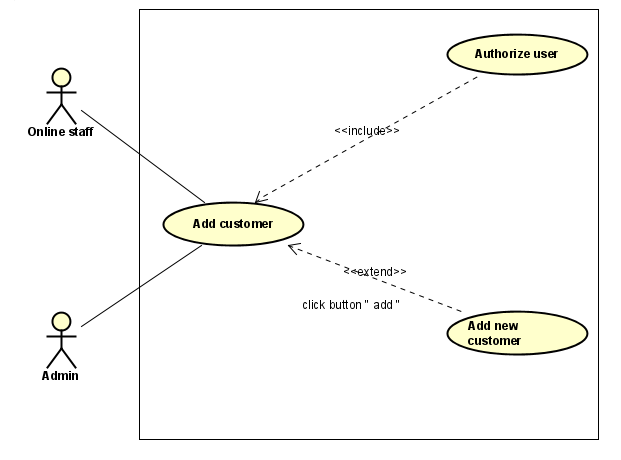 Authorize user
Online staff
<<include>>
Add customer
<<extend>>
click button " add "
Add new
customer
Admin